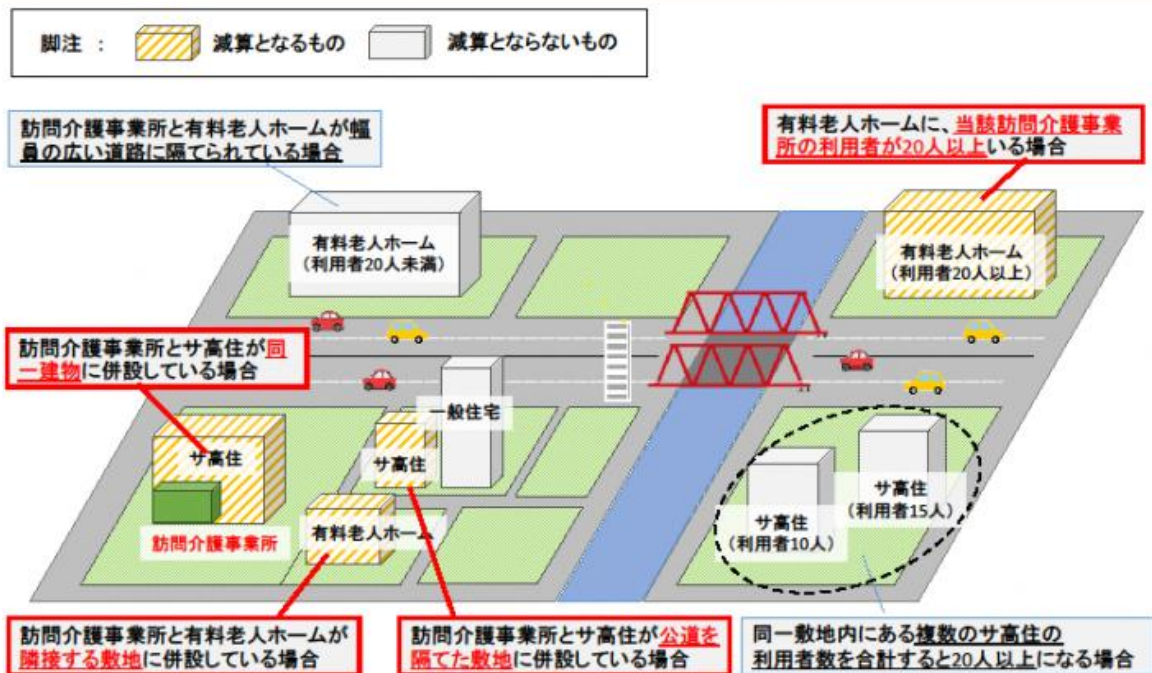 脚注 : 減算となるもの 減算とならないもの
訪問介護事業所と有料老人ホームが幅
員の広い道路に隔てられている場合
有料老人ホームに、当該訪問介護事業
所の利用者が20人以上いる場合
有料老人ホーム
(利用者20人未満)
有料老人ホーム
(利用者20人以上)
訪問介護事業所とサ高住が同
一建物に併設している場合
一般住宅
サ高住
サ高住
サ高住
(利用者15人)
サ高住
(利用者10人)
有料老人ホーム
訪問介護事業所
訪問介護事業所と有料老人ホームが
隣接する敷地に併設している場合
訪問介護事業所とサ高住が公道を
隔てた敷地に併設している場合
同一敷地内にある複数のサ高住の
利用者数を合計すると20人以上になる場合